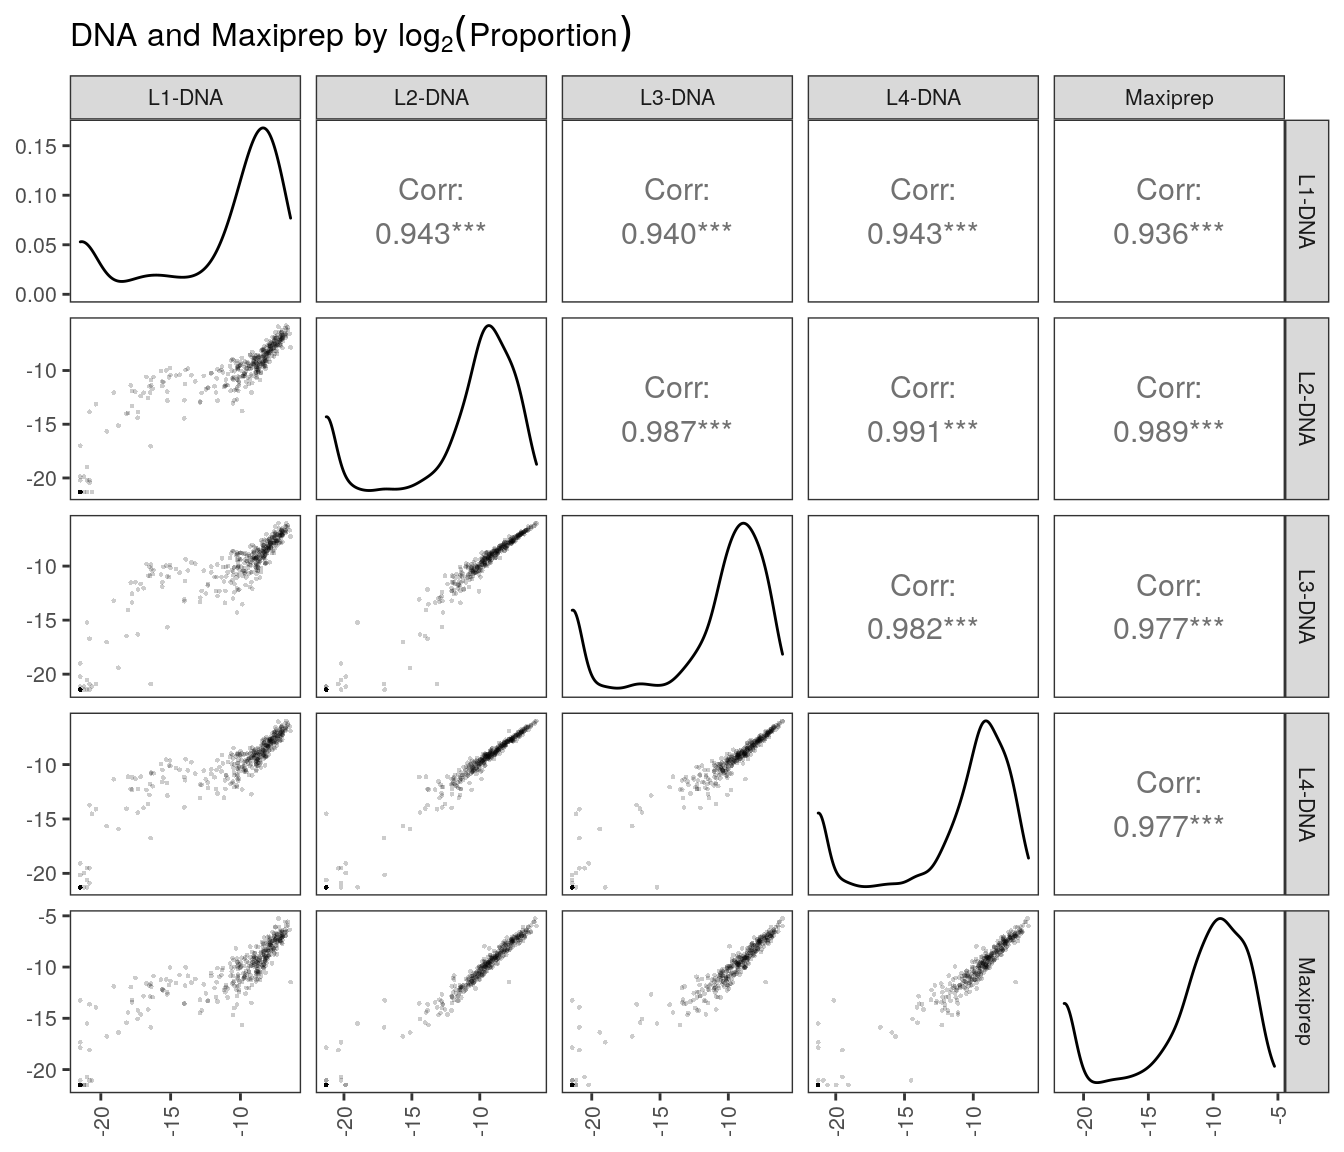 DNA and Maxiprep by log₂(Proportion)
L1-DNA L2-DNA L3-DNA L4-DNA Maxiprep
0.15
0.10
0.05
0.00
Corr:
0.943***
Corr:
0.940***
Corr:
0.943***
Corr:
0.936***
L1-DNA
-10
-15
-20
Corr:
0.987***
Corr:
0.991***
Corr:
0.989***
L2-DNA
-10
-15
-20
Corr:
0.982***
Corr:
0.977***
L3-DNA
-10
-15
-20
Corr:
0.977***
L4-DNA
-5
-10
-15
-20
Maxiprep
-20 -15 -10 -20 -15 -10 -20 -15 -10 -20 -15 -10 -20 -15 -10 -5